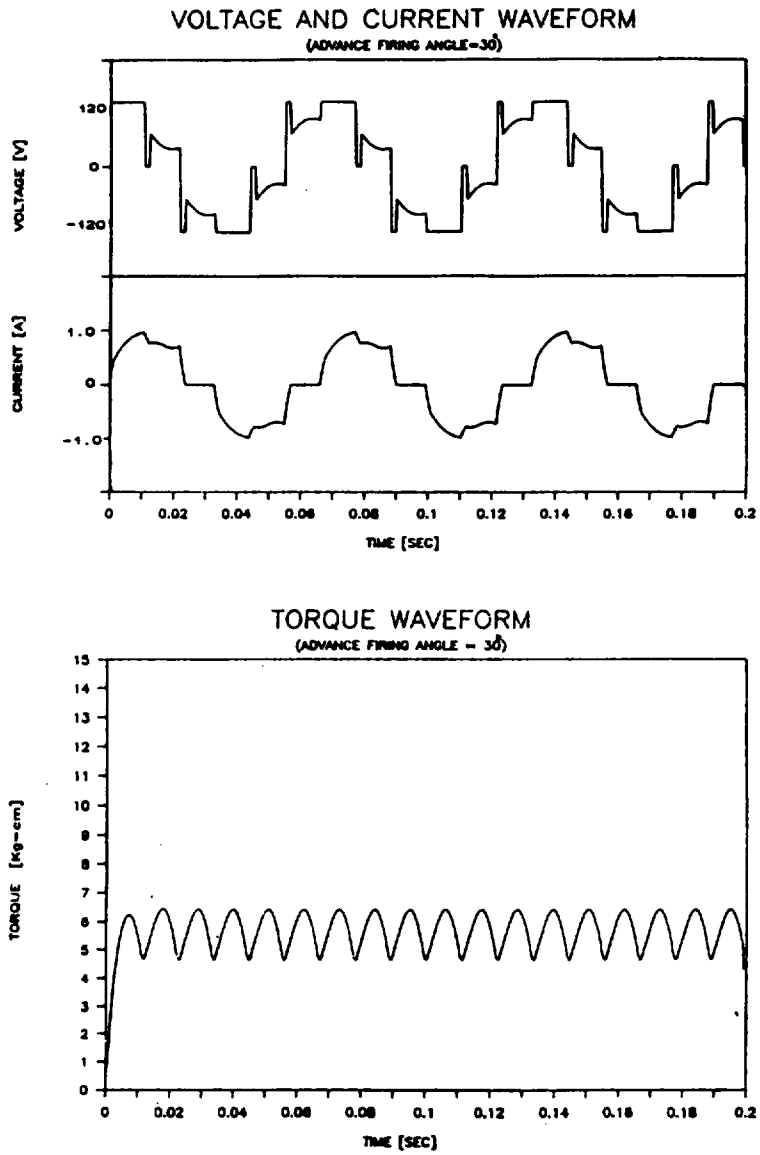 VOLTAGE AND CURRENT WAVEFORM
(ADVANCE FIRING ANGLE=30°)
VOLTAGE [V]
120
0
-120
CURRENT [A]
1.0
0
-1.0
0 0.02 0.04 0.06 0.08 0.1 0.12 0.14 0.16 0.18 0.2
TIME [SEC]
TORQUE WAVEFORM
(ADVANCE FIRING ANGLE = 30°)
TORQUE [Kg-cm]
15
14
13
12
11
10
9
8
7
6
5
4
3
2
1
0
0 0.02 0.04 0.06 0.08 0.1 0.12 0.14 0.16 0.18 0.2
TIME [SEC]